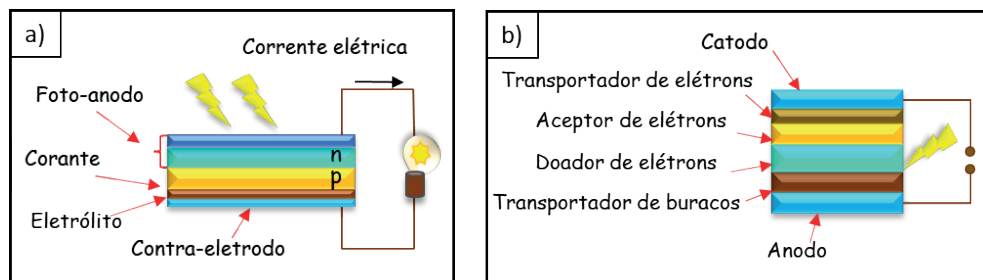 a)
Corrente elétrica
Foto-anodo
n
Corante
p
Eletrólito
Contra-eletrodo
b)
Catodo
Transportador de elétrons
Aceptor de elétrons
Doador de elétrons
Transportador de buracos
Anodo